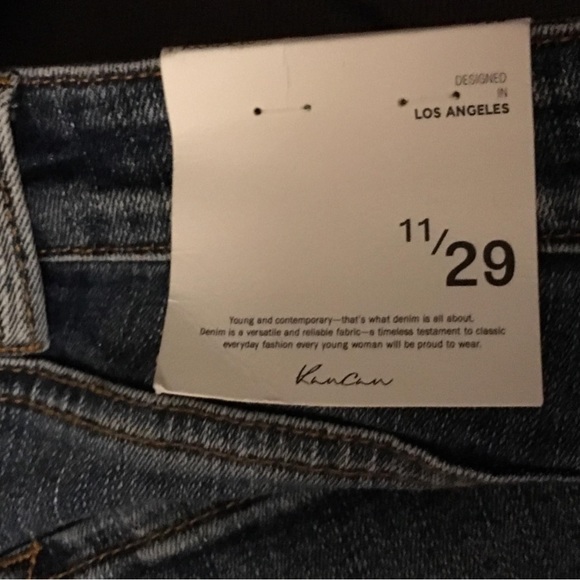 DESIGNED
IN
LOS ANGELES
11/29
Young and contemporary—that's what denim is all about.
Denim is a versatile and reliable fabric—a timeless testament to classic
everyday fashion every young woman will be proud to wear.
KanCan